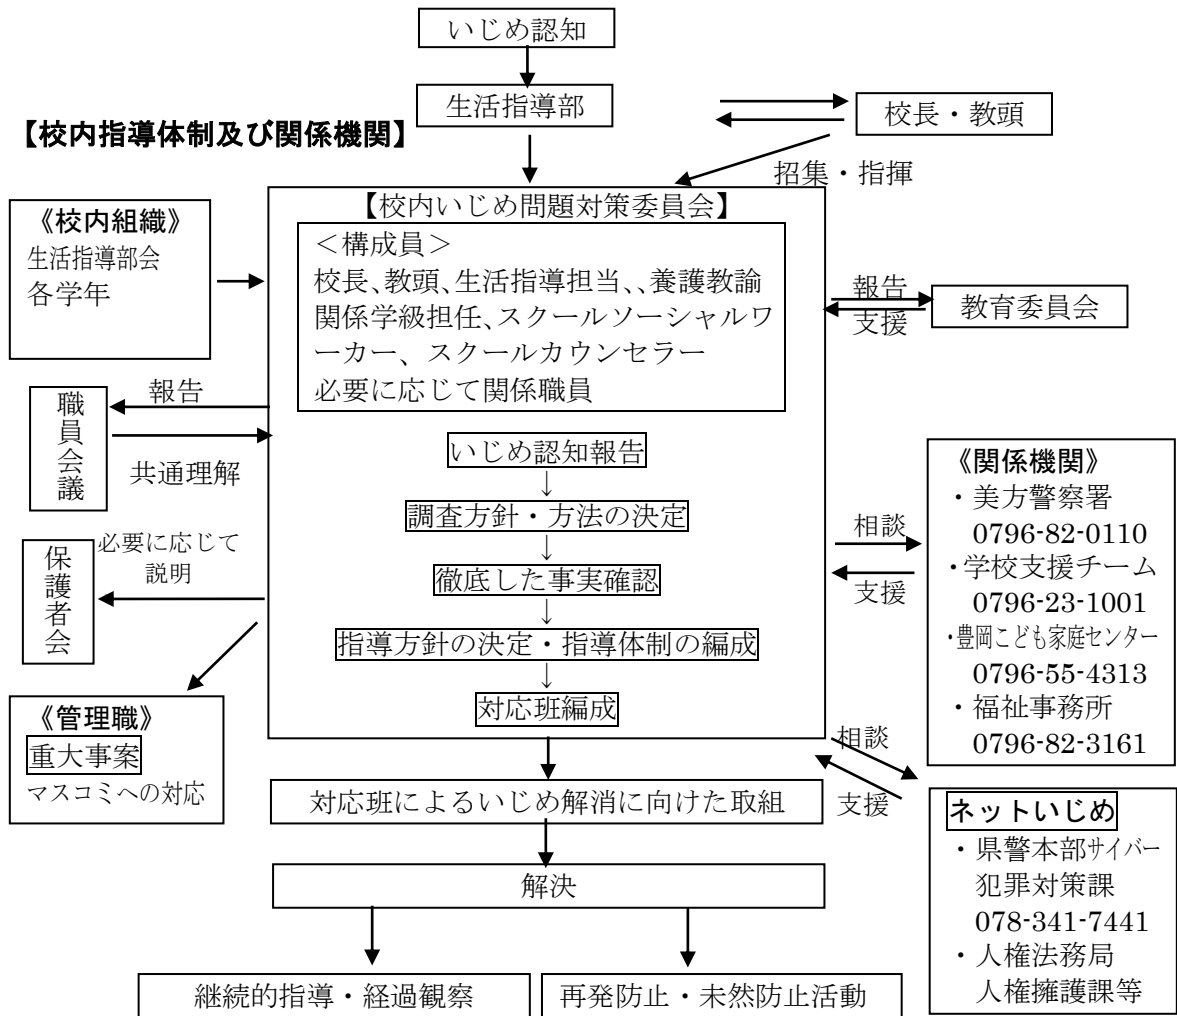 いじめ認知
生活指導部
校長・教頭
【校内指導体制及び関係機関】
招集・指揮
《校内組織》
生活指導部会
各学年
【校内いじめ問題対策委員会】
＜構成員＞
校長、教頭、生活指導担当、、養護教諭
関係学級担任、スクールソーシャルワ
ーカー、スクールカウンセラー
必要に応じて関係職員
報告
支援
教育委員会
職員会議
報告
共通理解
いじめ認知報告
↓
調査方針・方法の決定
↓
徹底した事実確認
↓
指導方針の決定・指導体制の編成
↓
対応班編成
保護者会
必要に応じて
説明
相談
支援
《関係機関》
・美方警察署
0796-82-0110
・学校支援チーム
0796-23-1001
・豊岡こども家庭センター
0796-55-4313
・福祉事務所
0796-82-3161
《管理職》
重大事案
マスコミへの対応
相談
支援
対応班によるいじめ解消に向けた取組
ネットいじめ
・県警本部サイバー
犯罪対策課
078-341-7441
・人権法務局
人権擁護課等
解決
継続的指導・経過観察
再発防止・未然防止活動